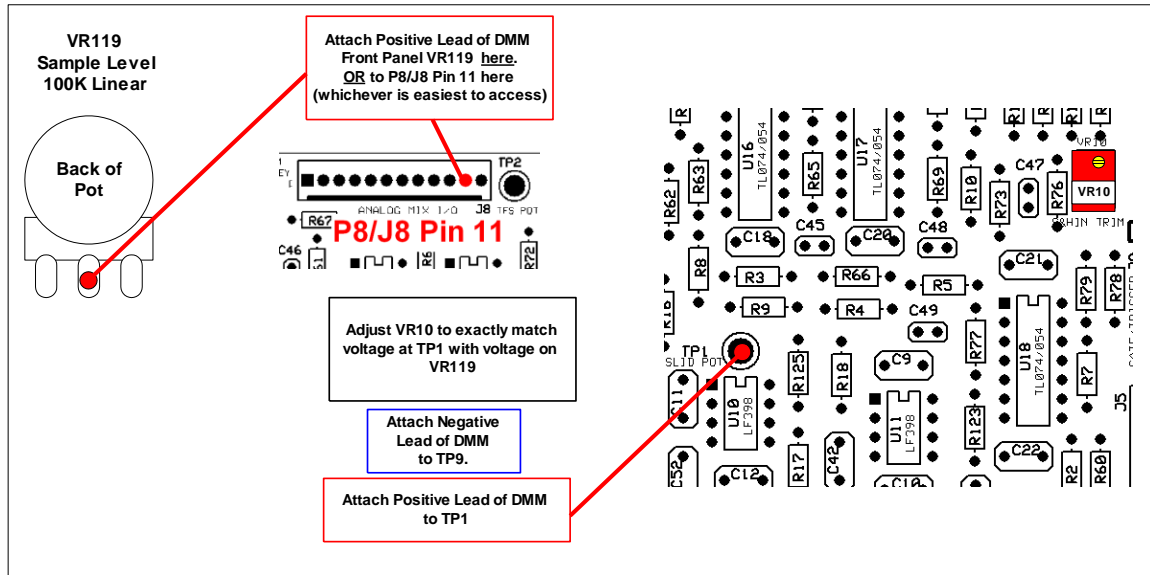 VR119
Sample Level
100K Linear
Back of
Pot
Attach Positive Lead of DMM
Front Panel VR119 here.
OR to P8/J8 Pin 11 here
(whichever is easiest to access)
TP2
ANALOG MIX I/O
J8
TFS POT
R67
P8/J8 Pin 11
C46
R6
R72
Adjust VR10 to exactly match
voltage at TP1 with voltage on
VR119
Attach Negative
Lead of DMM
to TP9.
Attach Positive Lead of DMM
to TP1
R62
R63
U16
TL074/054
R65
U17
TL074/054
R69
R10
R73
C47
R76
VR10
VR10
S&HIN TRIM
C18
C45
C20
C48
C21
R8
R3
R66
R5
R79
R78
R9
R4
C49
R77
U18
TL074/054
R7
J5
TP1
SLID POT
C11
U10
LF398
R125
R18
C9
U11
LF398
R123
C52
C12
R17
C42
C10
C22
R2
R60